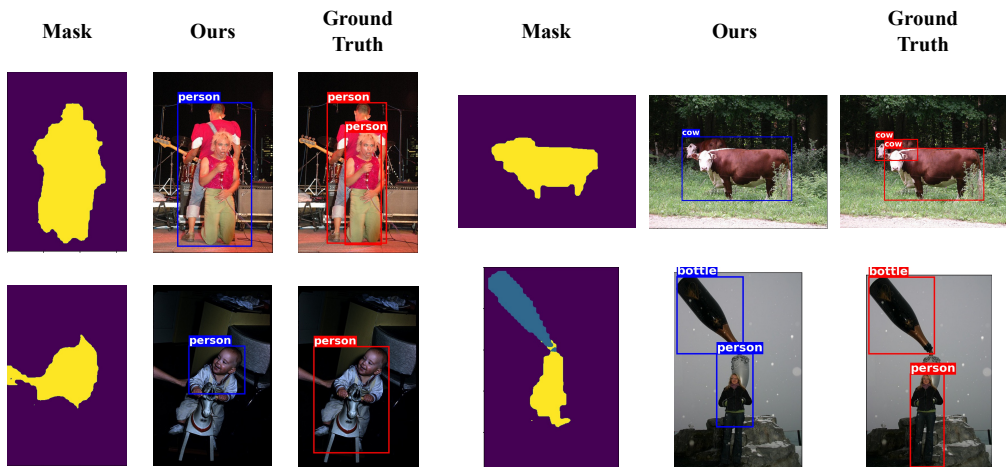 Mask
Ours
Ground
Truth
Mask
Ours
Ground
Truth
person
person
person
cow
cow
cow
person
person
bottle
person
bottle
person